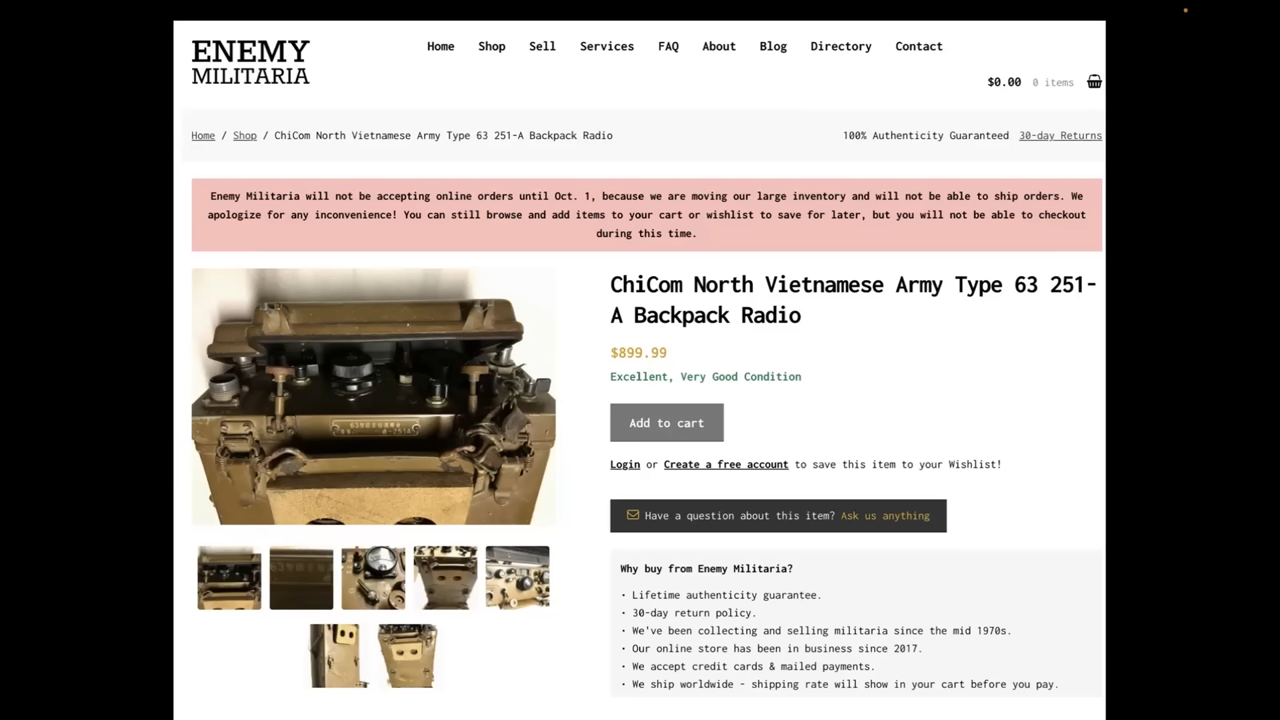 ENEMY
MILITARIA
Home Shop Sell Services FAQ About Blog Directory Contact
$0.00 0 items
Home / Shop / ChiCom North Vietnamese Army Type 63 251-A Backpack Radio
100% Authenticity Guaranteed 30-day Returns
Enemy Militaria will not be accepting online orders until Oct. 1, because we are moving our large inventory and will not be able to ship orders. We
apologize for any inconvenience! You can still browse and add items to your cart or wishlist to save for later, but you will not be able to checkout
during this time.
ChiCom North Vietnamese Army Type 63 251-
A Backpack Radio
$899.99
Excellent, Very Good Condition
Add to cart
Login or Create a free account to save this item to your Wishlist!
Have a question about this item? Ask us anything
Why buy from Enemy Militaria?
• Lifetime authenticity guarantee.
• 30-day return policy.
• We've been collecting and selling militaria since the mid 1970s.
• Our online store has been in business since 2017.
• We accept credit cards & mailed payments.
• We ship worldwide - shipping rate will show in your cart before you pay.